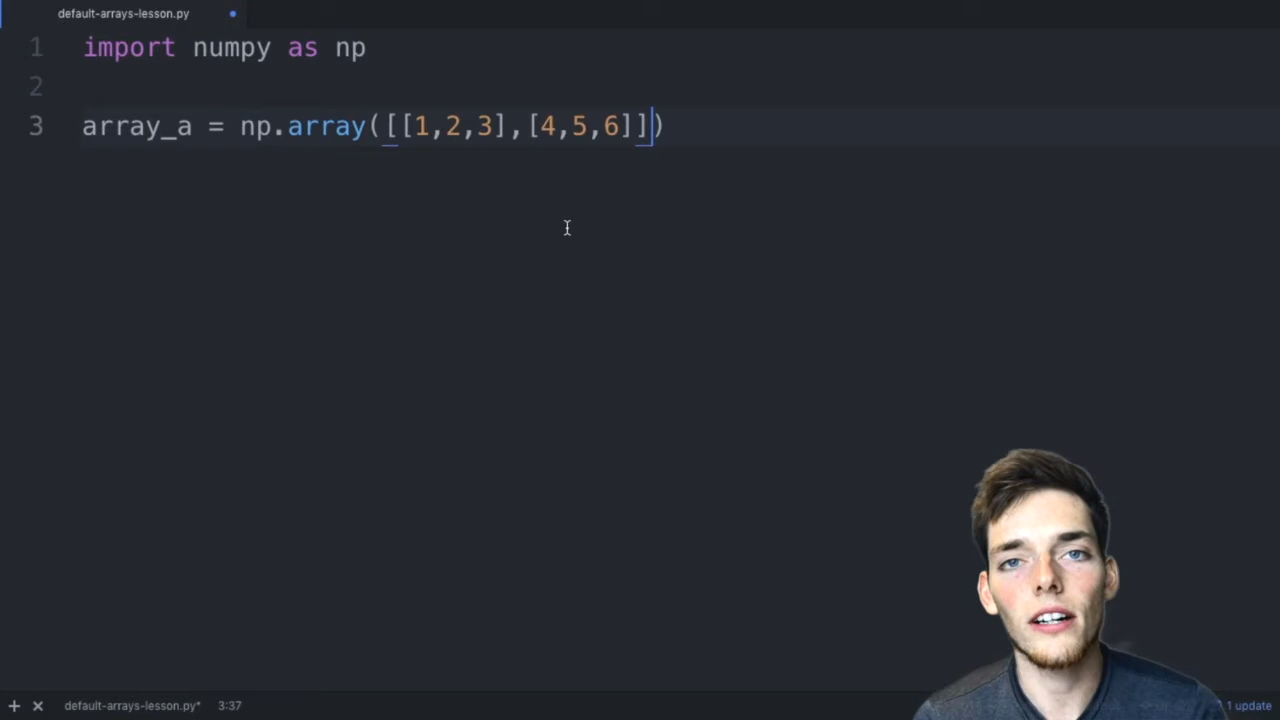 default-arrays-lesson.py
1 import numpy as np
2
3 array_a = np.array([[1,2,3],[4,5,6]])
default-arrays-lesson.py* 3:37 1 update